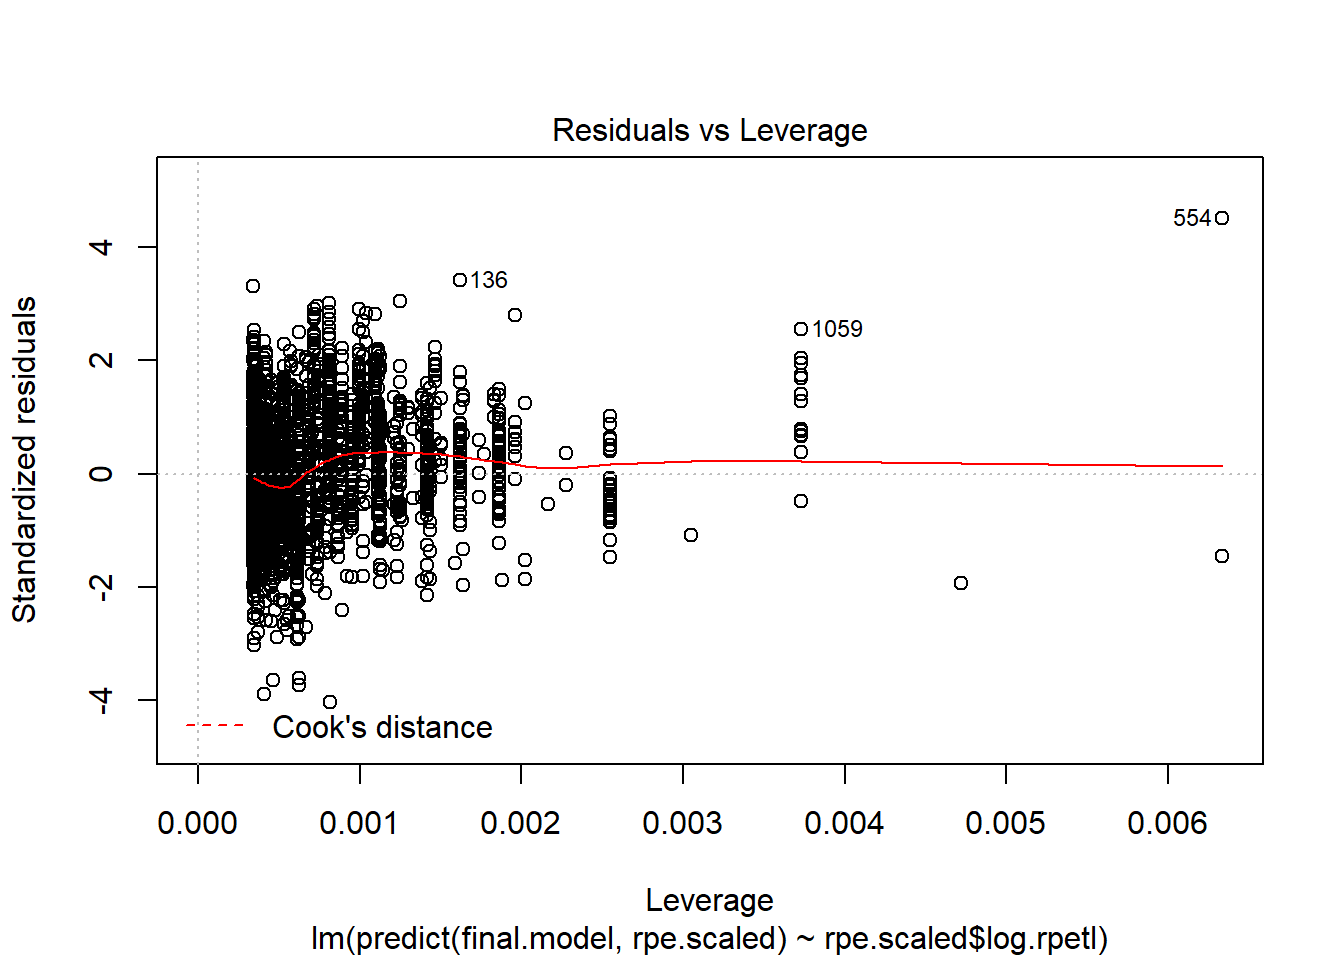 Residuals vs Leverage
Standardized residuals
4
2
0
-2
-4
554
136
1059
Cook's distance
0.000 0.001 0.002 0.003 0.004 0.005 0.006
Leverage
lm(predict(final.model, rpe.scaled) ~ rpe.scaled$log.rpetl)